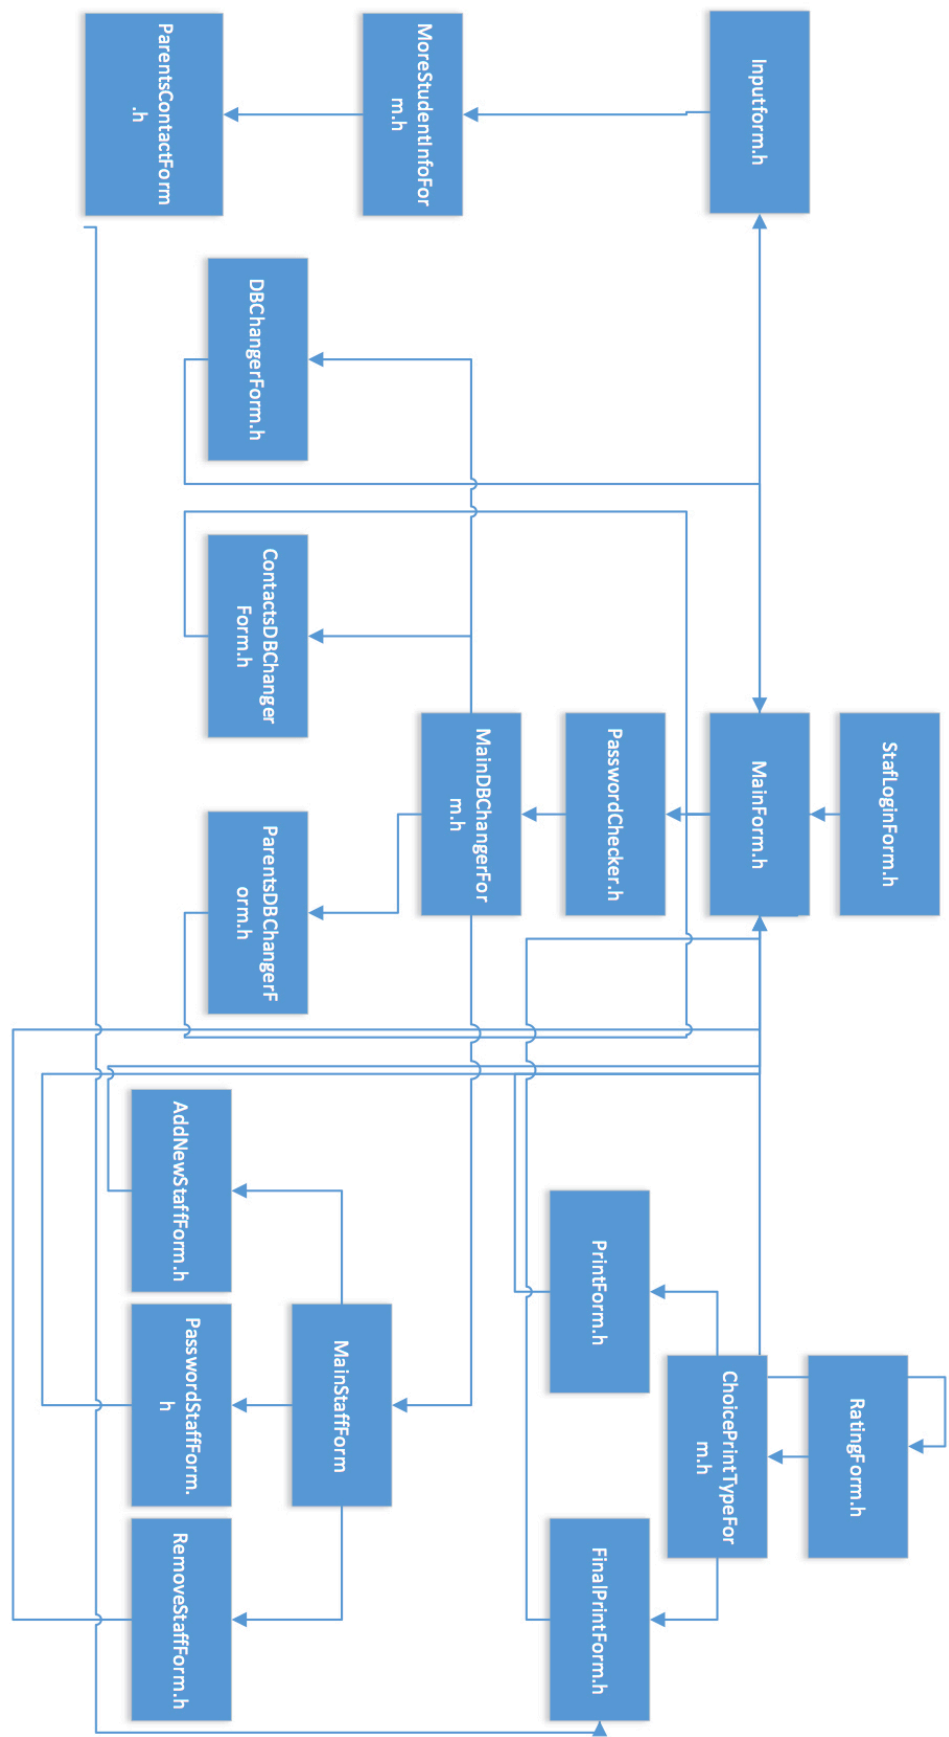 StafLoginForm.h
Inputform.h
MainForm.h
RatingForm.h
MoreStudentInfoFor
m.h
PasswordChecker.h
ChoicePrintTypeFor
m.h
ParentsContactForm
.h
MainDBChangerFor
m.h
PrintForm.h
FinalPrintForm.h
DBChangerForm.h
ContactsDBChanger
Form.h
ParentsDBChangerF
orm.h
MainStaffForm
AddNewStaffForm.h
PasswordStaffForm.
h
RemoveStaffForm.h